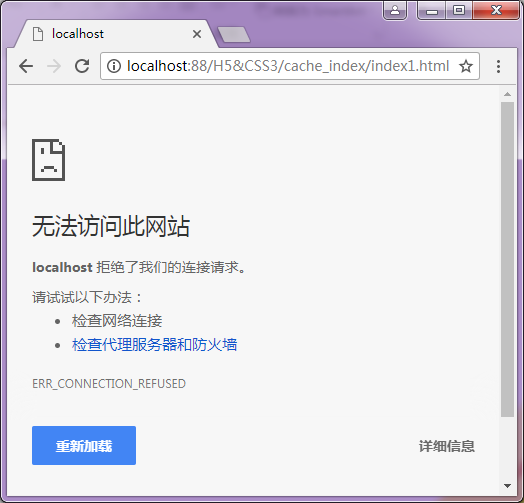 localhost
localhost:88/H5&CSS3/cache_index/index1.html
无法访问此网站
localhost 拒绝了我们的连接请求。
请试试以下办法：
• 检查网络连接
• 检查代理服务器和防火墙
ERR_CONNECTION_REFUSED
重新加载
详细信息